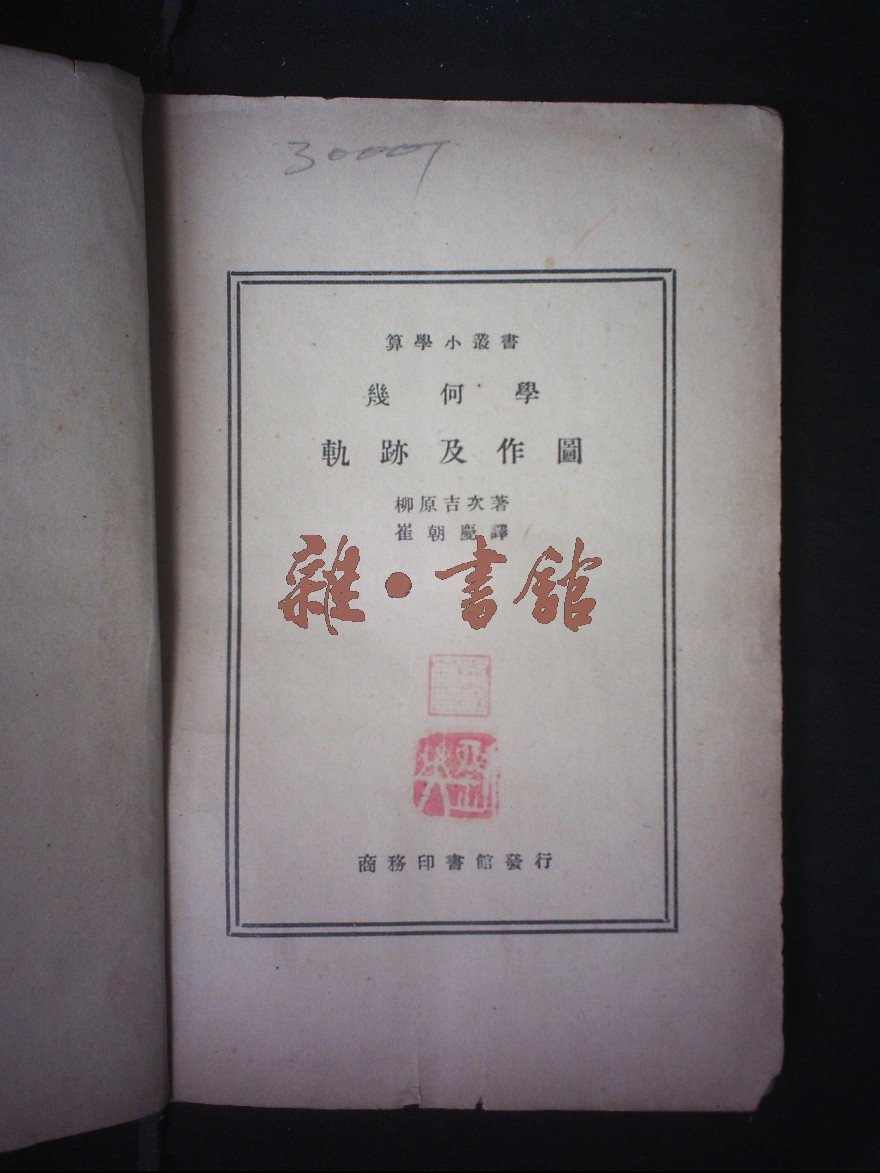 3000
算學小叢書
幾何學
軌跡及作圖
柳原吉次著
崔朝慶譯
雜·書館
商務印書館發行